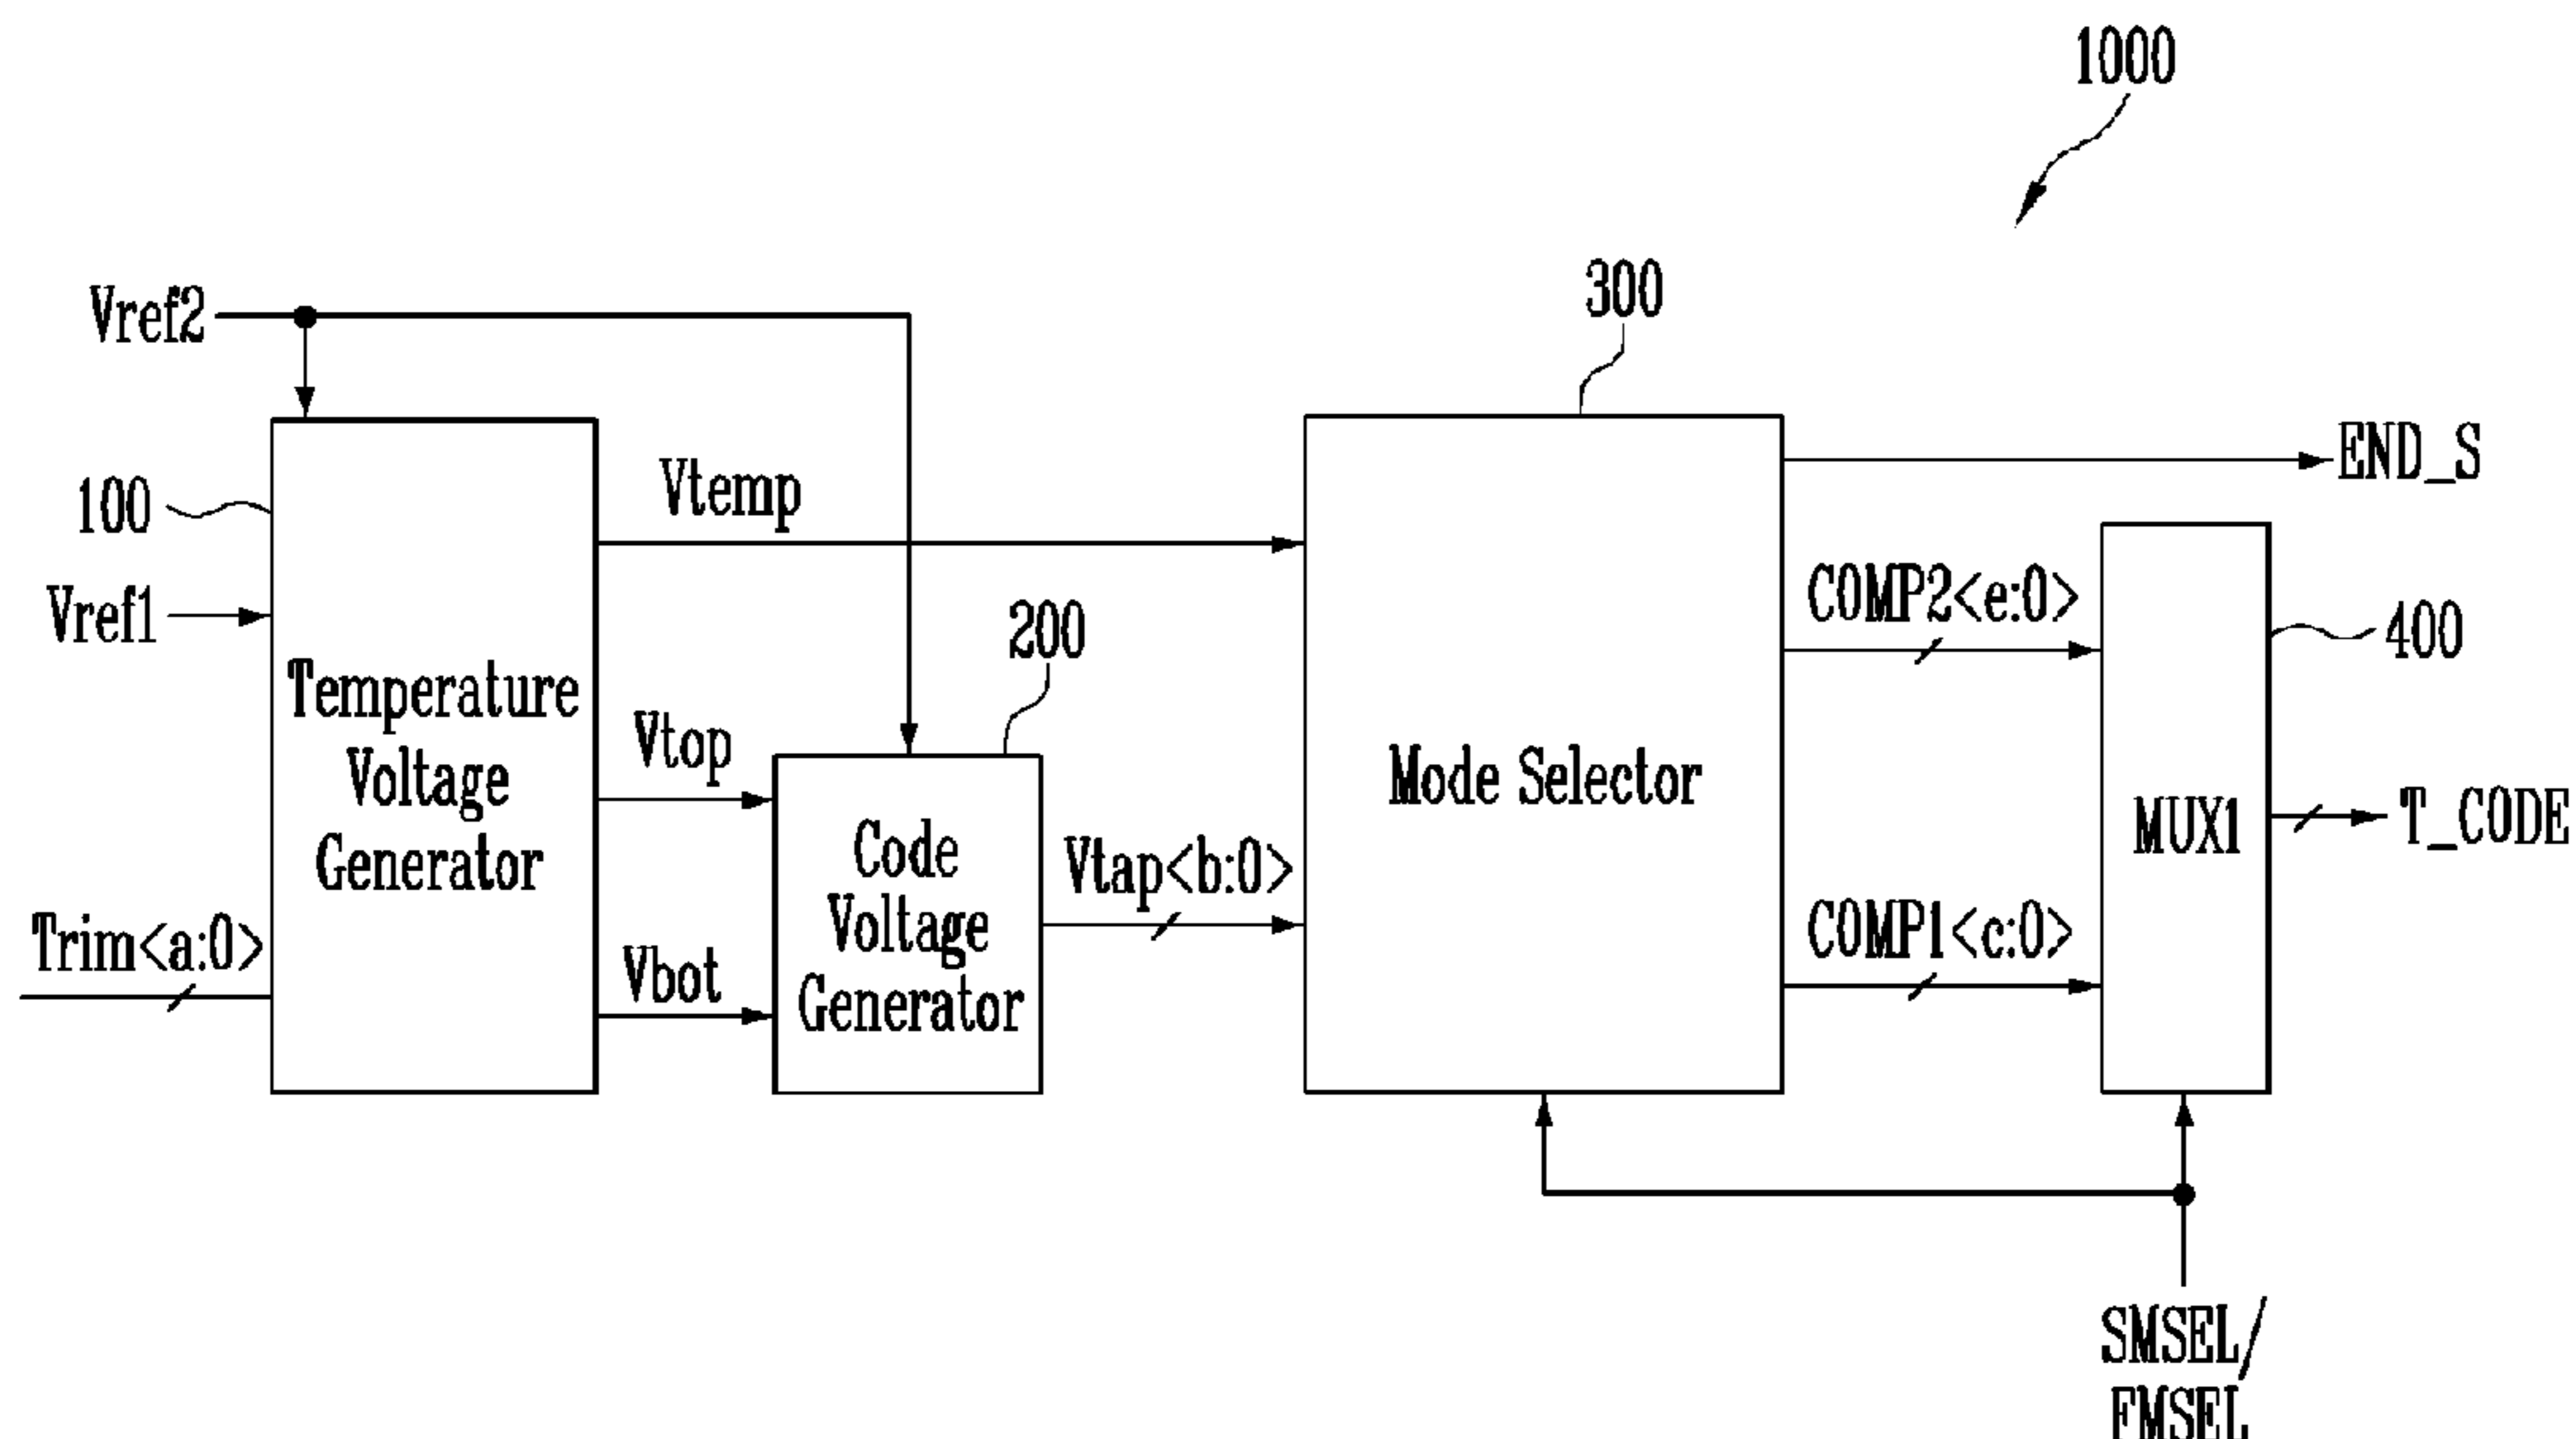 1000
Vref2
300
100
Vtemp
END_S
Vref1
200
COMP2<e:0>
400
Temperature
Voltage
Generator
Vtop
Mode Selector
MUX1
T_CODE
Code
Voltage
Generator
Vtap<b:0>
Trim<a:0>
Vbot
COMP1<c:0>
SMSEL/
FMSEL